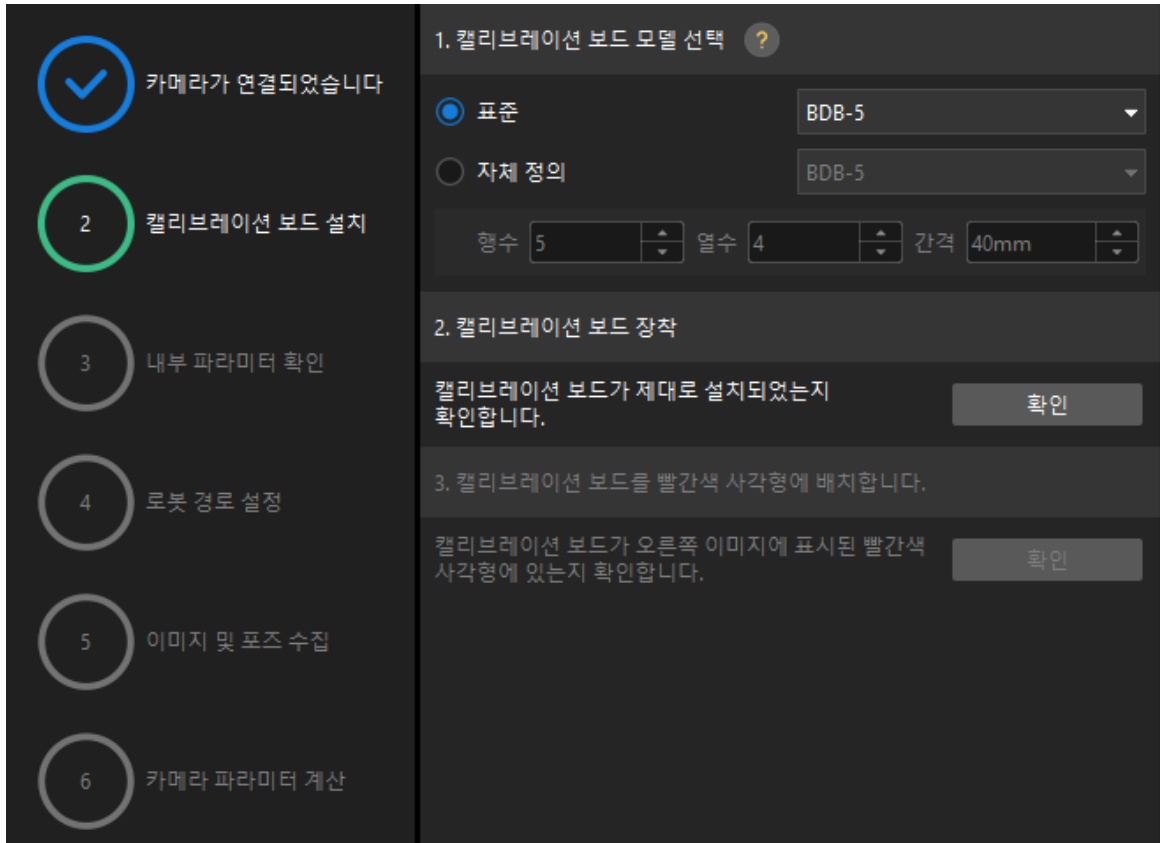 카메라가 연결되었습니다
2
캘리브레이션 보드 설치
3
내부 파라미터 확인
4
로봇 경로 설정
5
이미지 및 포즈 수집
6
카메라 파라미터 계산
1. 캘리브레이션 보드 모델 선택 ?
표준 BDB-5
자체 정의 BDB-5
행수 5 열수 4 간격 40mm
2. 캘리브레이션 보드 장착
캘리브레이션 보드가 제대로 설치되었는지
확인합니다.
확인
3. 캘리브레이션 보드를 빨간색 사각형에 배치합니다.
캘리브레이션 보드가 오른쪽 이미지에 표시된 빨간색
사각형에 있는지 확인합니다.
확인